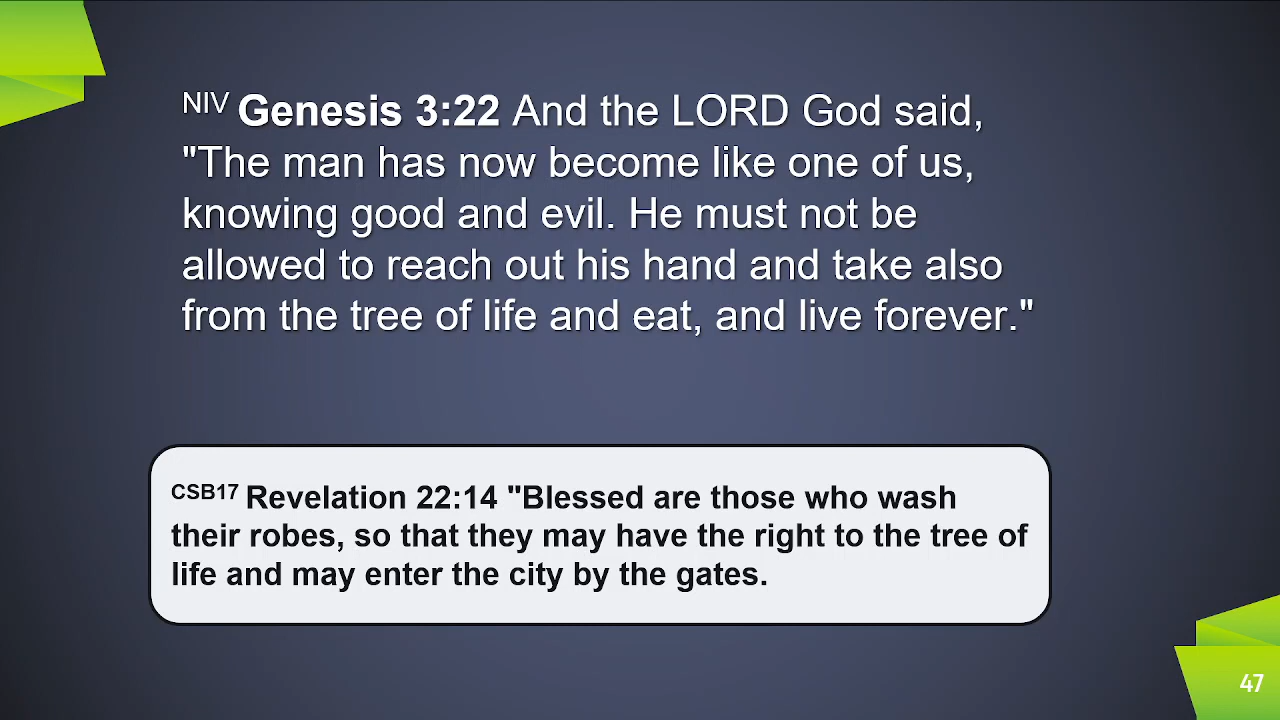 NIV Genesis 3:22 And the LORD God said,
"The man has now become like one of us,
knowing good and evil. He must not be
allowed to reach out his hand and take also
from the tree of life and eat, and live forever."
CSB17 Revelation 22:14 "Blessed are those who wash
their robes, so that they may have the right to the tree of
life and may enter the city by the gates.
47